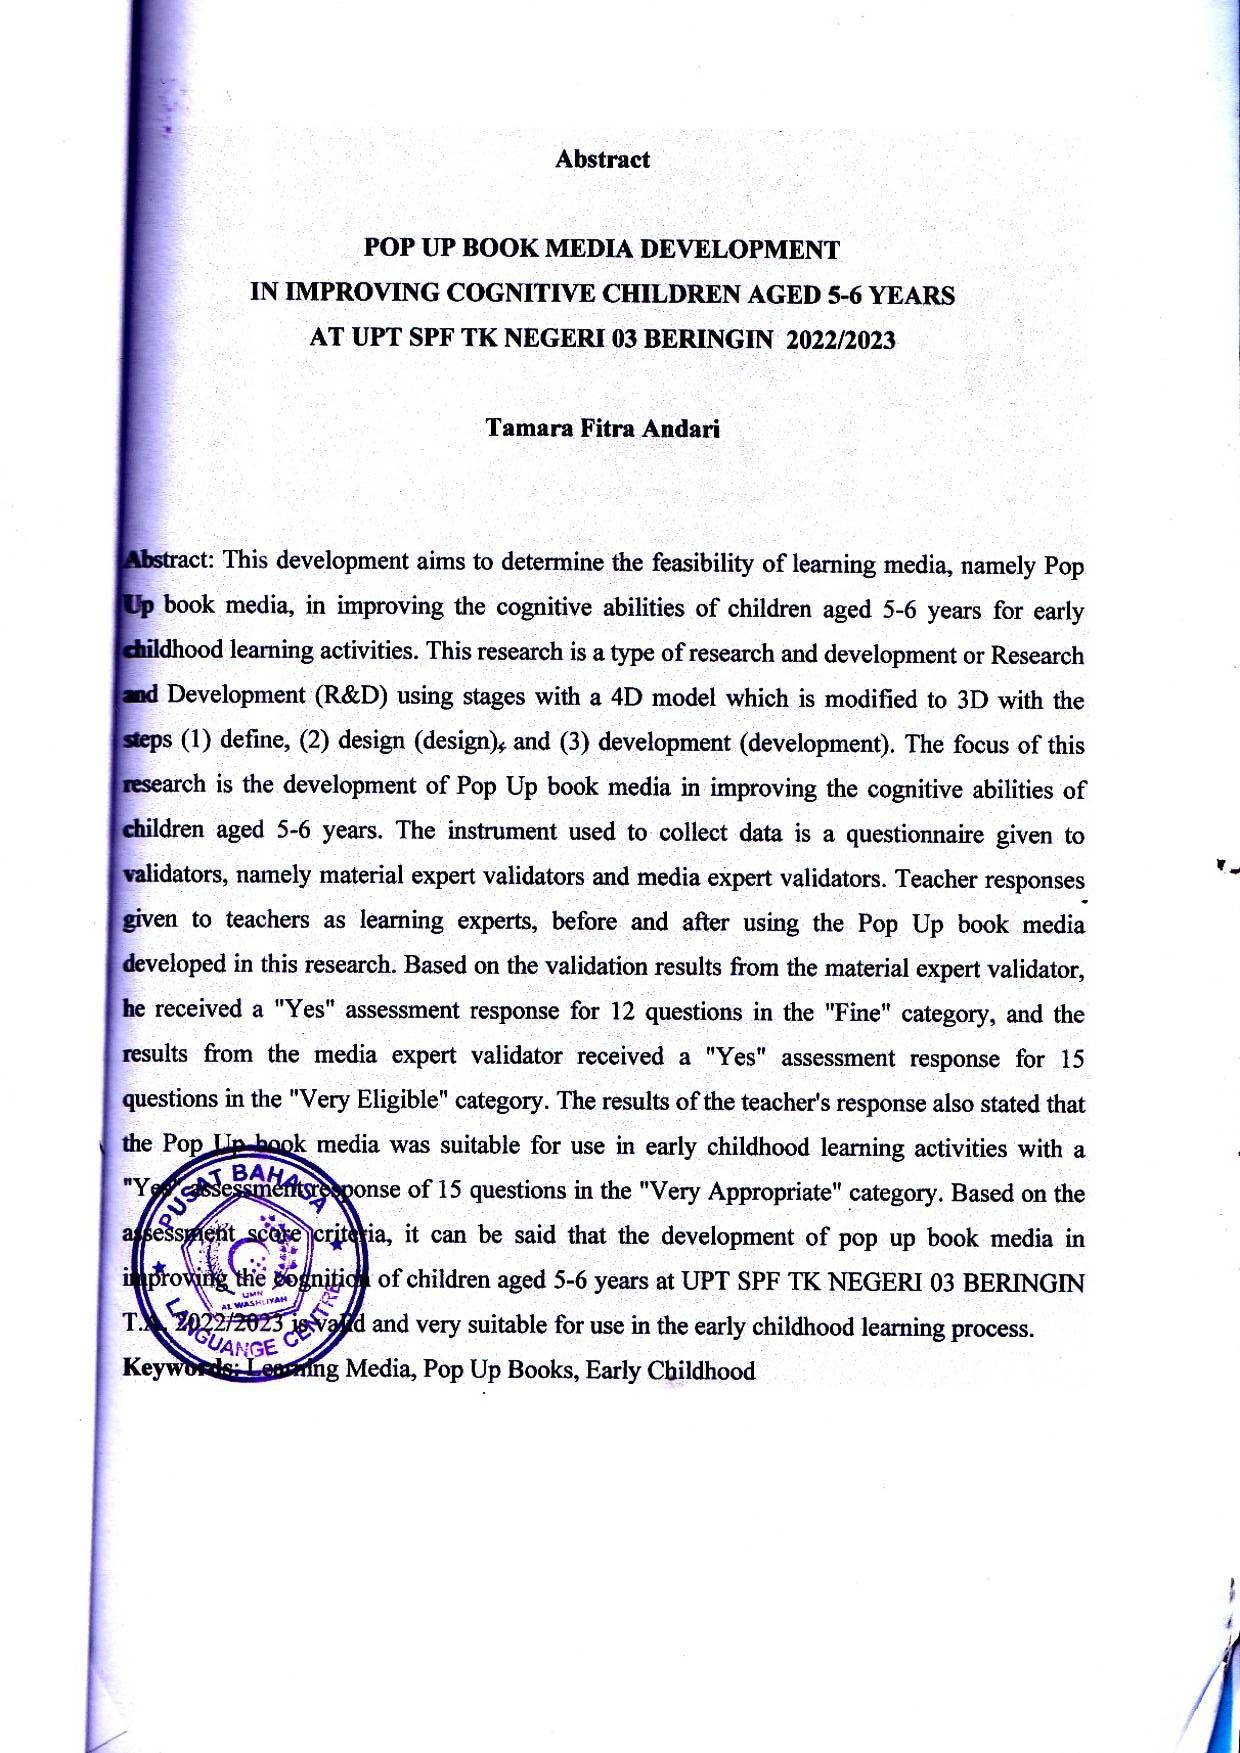 Abstract
POP UP BOOK MEDIA DEVELOPMENT
IN IMPROVING COGNITIVE CHILDREN AGED 5-6 YEARS
AT UPT SPF TK NEGERI 03 BERINGIN 2022/2023
Tamara Fitra Andari
Abstract: This development aims to determine the feasibility of learning media, namely Pop
Up book media, in improving the cognitive abilities of children aged 5-6 years for early
childhood learning activities. This research is a type of research and development or Research
and Development (R&D) using stages with a 4D model which is modified to 3D with the
steps (1) define, (2) design (design), and (3) development (development). The focus of this
research is the development of Pop Up book media in improving the cognitive abilities of
children aged 5-6 years. The instrument used to collect data is a questionnaire given to
validators, namely material expert validators and media expert validators. Teacher responses
given to teachers as learning experts, before and after using the Pop Up book media
developed in this research. Based on the validation results from the material expert validator,
he received a "Yes" assessment response for 12 questions in the "Fine" category, and the
results from the media expert validator received a "Yes" assessment response for 15
questions in the "Very Eligible" category. The results of the teacher's response also stated that
the Pop Up book media was suitable for use in early childhood learning activities with a
"Yes" assessment response of 15 questions in the "Very Appropriate" category. Based on the
assessment score criteria, it can be said that the development of pop up book media in
improving the cognition of children aged 5-6 years at UPT SPF TK NEGERI 03 BERINGIN
T.A. 2022/2023 is valid and very suitable for use in the early childhood learning process.
Keywords: Learning Media, Pop Up Books, Early Childhood
PUSAT BAHASA
UMN
AL WASHLIYAH
LANGUANGE CENTRE